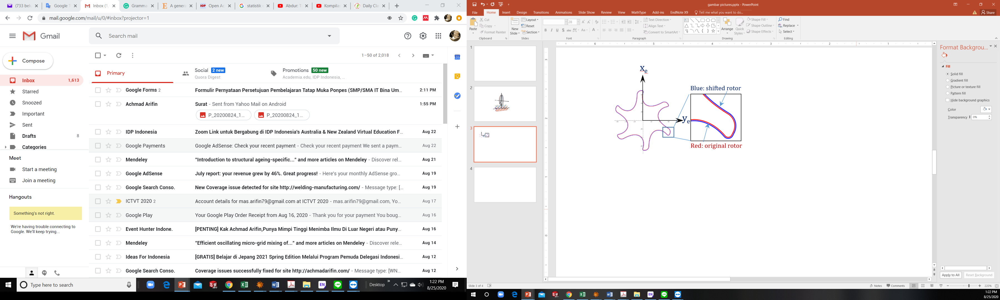 (733 bel
Google T
Inbox (1,
Gramma
A genera
Open Ac
statistik
Abdur: T
Kompilas
Daily Cla
mail.google.com/mail/u/0/#inbox?projector=1
Gmail
Search mail
Compose
1–50 of 2,018
Primary
Social 2 new
Quora Digest
Promotions 50 new
Academia.edu, IDP Indonesia, ...
Inbox 1,613
Starred
Snoozed
Important
Sent
Drafts 8
Categories
Meet
Start a meeting
Join a meeting
Hangouts
Something's not right.
We're having trouble connecting to
Google. We'll keep trying...
Google Forms 2 Formulir Pernyataan Persetujuan Pembelajaran Tatap Muka Ponpes (SMP/SMA IT Bina Um... 2:11 PM
Achmad Arifin Surat - Sent from Yahoo Mail on Android 1:55 PM
P_20200824_1... P_20200824_1...
IDP Indonesia Zoom Link untuk Bergabung di IDP Indonesia's Australia & New Zealand Virtual Education F... Aug 22
Google Payments Google AdSense: Check your recent payment - Check your recent payment We sent a paym... Aug 22
Mendeley "Introduction to structural ageing-specific..." and more articles on Mendeley - Discover rel... Aug 21
Google AdSense July report: your revenue grew by 46%. Great progress! - Here's your monthly AdSense gro... Aug 19
Google Search Conso. New Coverage issue detected for site http://welding-manufacturing.com/ - Message type: [... Aug 19
ICTVT 2020 2 Account details for mas.arifin79@gmail.com at ICTVT 2020 - mas.arifin79@gmail.com, Yo... Aug 17
Google Play Your Google Play Order Receipt from Aug 16, 2020 - Thank you for your payment You boug... Aug 16
Event Hunter Indone. [PENTING] Kak Achmad Arifin,Punya Mimpi Tinggi Menimba Ilmu Di Luar Negeri atau Puny... Aug 16
Mendeley "Efficient oscillating micro-grid mixing of..." and more articles on Mendeley - Discover rele... Aug 14
Ideas For Indonesia [GRATIS] Belajar di Jepang 2021 Spring Edition Melalui Program Pemuda Delegasi Indonesi... Aug 12
Google Search Conso. Coverage issues successfully fixed for site http://achmadarifin.com/ - Message type: [WN... Aug 12
Type here to search
Desktop
1:22 PM
8/25/2020
gambar pictures.pptx - PowerPoint
File Home Insert Design Transitions Animations Slide Show Review View MathType Add-ins EndNote X9 Tell me what you want to do...
Share
Paste
Cut
Copy
Format Painter
Clipboard
New
Slide
Layout
Reset
Section
Slides
28
Font
Text Direction
Align Text
Convert to SmartArt
Paragraph
Arrange
Quick
Styles
Shape Fill
Shape Outline
Shape Effects
Drawing
Find
Replace
Select
Editing
1
2
3
4
xe
ye
Blue: shifted rotor
Red: original rotor
Format Backgrou...
Fill
Solid fill
Gradient fill
Picture or texture fill
Pattern fill
Hide background graphics
Color
Transparency 0%
Apply to All
Reset Background
Slide 3 of 4
Notes
Comments
220%
1:22 PM
8/25/2020